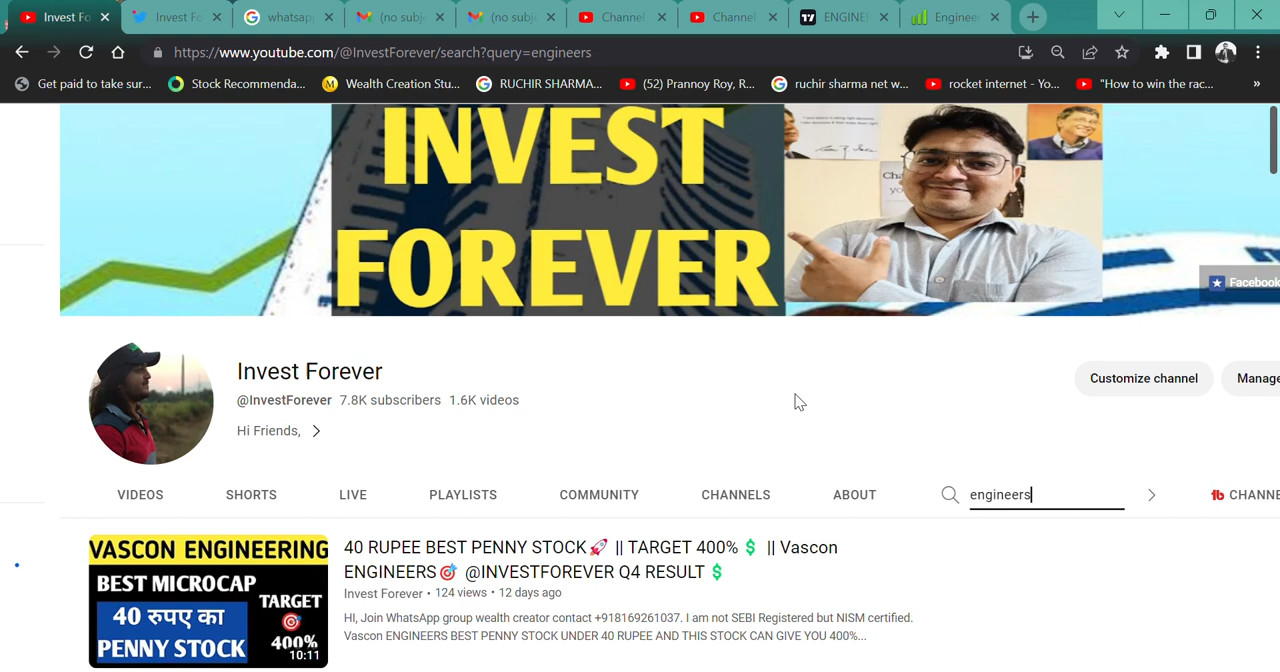 Invest Fo
Invest Fo
whatsap
(no subje
(no subje
Channel
Channel
ENGINE
Enginee
https://www.youtube.com/@InvestForever/search?query=engineers
Get paid to take sur...
Stock Recommenda...
Wealth Creation Stu...
RUCHIR SHARMA...
(52) Prannoy Roy, R...
ruchir sharma net w...
rocket internet - Yo...
"How to win the rac...
»
INVEST
FOREVER
Facebook
Invest Forever
@InvestForever 7.8K subscribers 1.6K videos
Hi Friends,
Customize channel
Manage
VIDEOS
SHORTS
LIVE
PLAYLISTS
COMMUNITY
CHANNELS
ABOUT
engineers
CHANNE
VASCON ENGINEERING
BEST MICROCAP
40 रुपए का
PENNY STOCK
TARGET
🎯
400%
10:11
40 RUPEE BEST PENNY STOCK🚀 || TARGET 400% 💲 || Vascon
ENGINEERS🎯 @INVESTFOREVER Q4 RESULT 💲
Invest Forever • 124 views • 12 days ago
HI, Join WhatsApp group wealth creator contact +918169261037. I am not SEBI Registered but NISM certified.
Vascon ENGINEERS BEST PENNY STOCK UNDER 40 RUPEE AND THIS STOCK CAN GIVE YOU 400%...